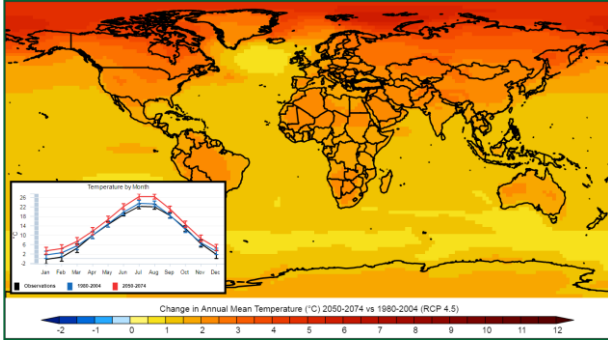 Temperature by Month
°C
26
22
18
14
10
6
2
-2
Jan Feb Mar Apr May Jun Jul Aug Sep Oct Nov Dec
Observations 1980-2004 2050-2074
Change in Annual Mean Temperature (°C) 2050-2074 vs 1980-2004 (RCP 4.5)
-2 -1 0 1 2 3 4 5 6 7 8 9 10 11 12